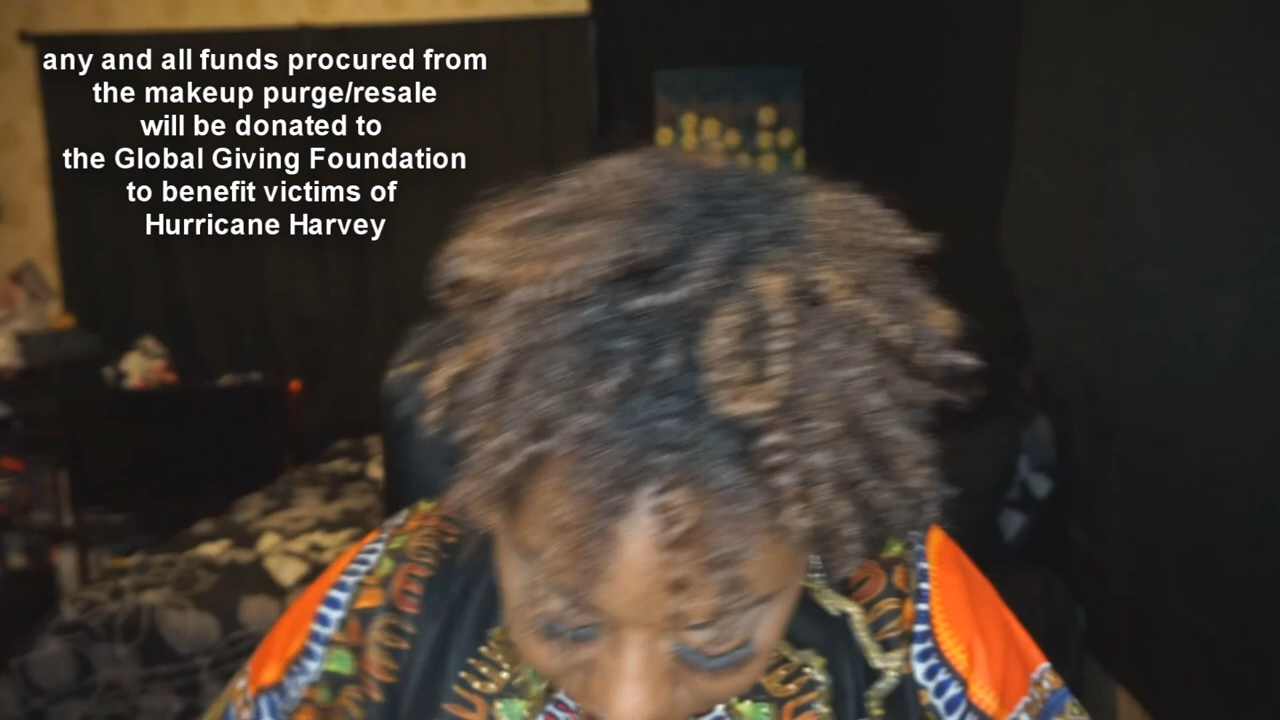 any and all funds procured from
the makeup purge/resale
will be donated to
the Global Giving Foundation
to benefit victims of
Hurricane Harvey